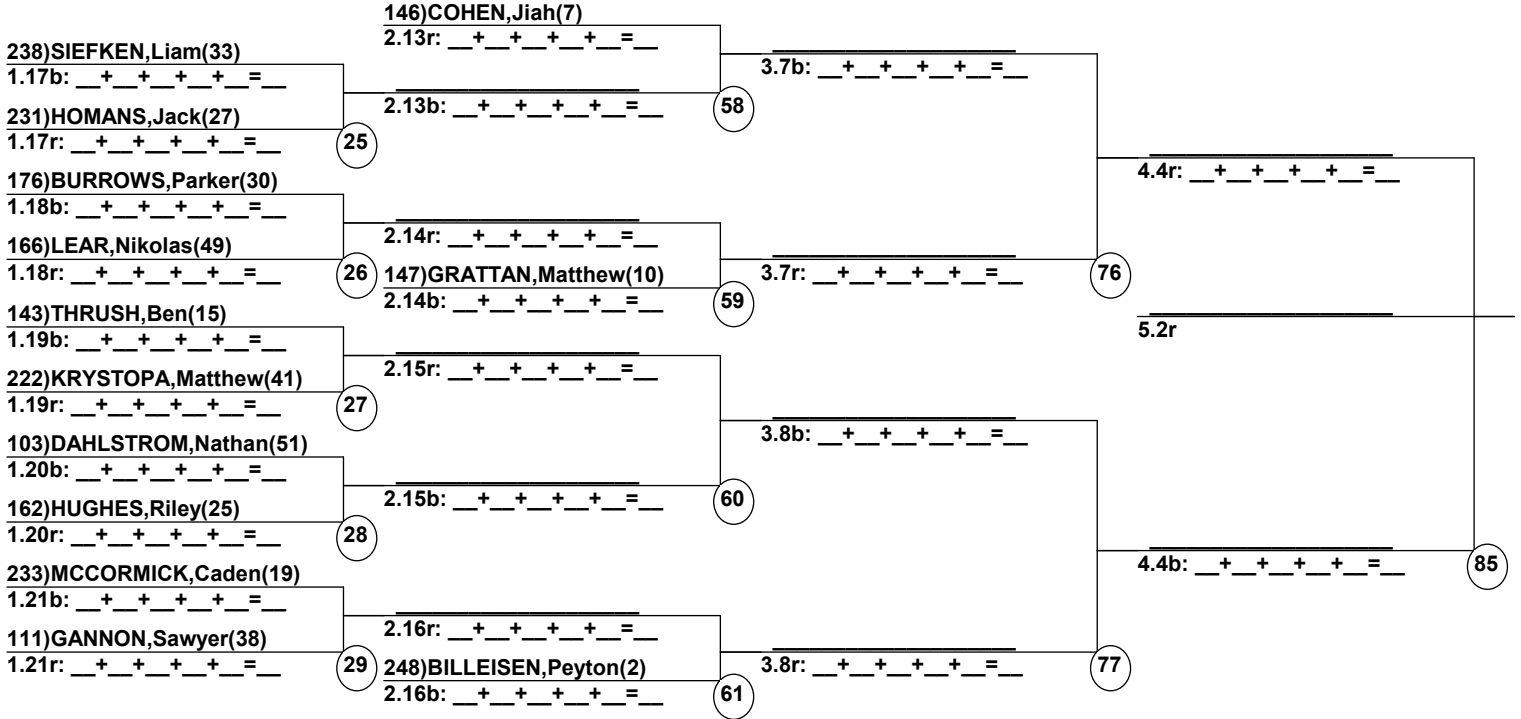 146)COHEN,Jiah(7)
2.13r: __+__+__+__+__=__
238)SIEFKEN,Liam(33)
1.17b: __+__+__+__+__=__
3.7b: __+__+__+__+__=__
2.13b: __+__+__+__+__=__
58
231)HOMANS,Jack(27)
1.17r: __+__+__+__+__=__
25
4.4r: __+__+__+__+__=__
176)BURROWS,Parker(30)
1.18b: __+__+__+__+__=__
2.14r: __+__+__+__+__=__
166)LEAR,Nikolas(49)
1.18r: __+__+__+__+__=__
26
147)GRATTAN,Matthew(10)
2.14b: __+__+__+__+__=__
59
3.7r: __+__+__+__+__=__
76
143)THRUSH,Ben(15)
1.19b: __+__+__+__+__=__
5.2r
2.15r: __+__+__+__+__=__
222)KRYSTOPA,Matthew(41)
1.19r: __+__+__+__+__=__
27
3.8b: __+__+__+__+__=__
103)DAHLSTROM,Nathan(51)
1.20b: __+__+__+__+__=__
2.15b: __+__+__+__+__=__
60
162)HUGHES,Riley(25)
1.20r: __+__+__+__+__=__
28
4.4b: __+__+__+__+__=__
85
233)MCCORMICK,Caden(19)
1.21b: __+__+__+__+__=__
2.16r: __+__+__+__+__=__
111)GANNON,Sawyer(38)
1.21r: __+__+__+__+__=__
29
248)BILLEISEN,Peyton(2)
2.16b: __+__+__+__+__=__
61
3.8r: __+__+__+__+__=__
77